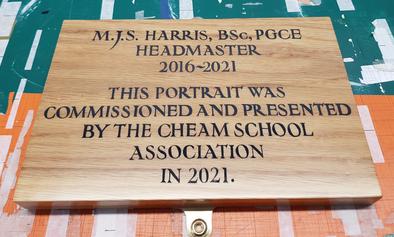 M.J.S. HARRIS, BSc, PGCE
HEADMASTER
2016~2021
THIS PORTRAIT WAS
COMMISSIONED AND PRESENTED
BY THE CHEAM SCHOOL
ASSOCIATION
IN 2021.